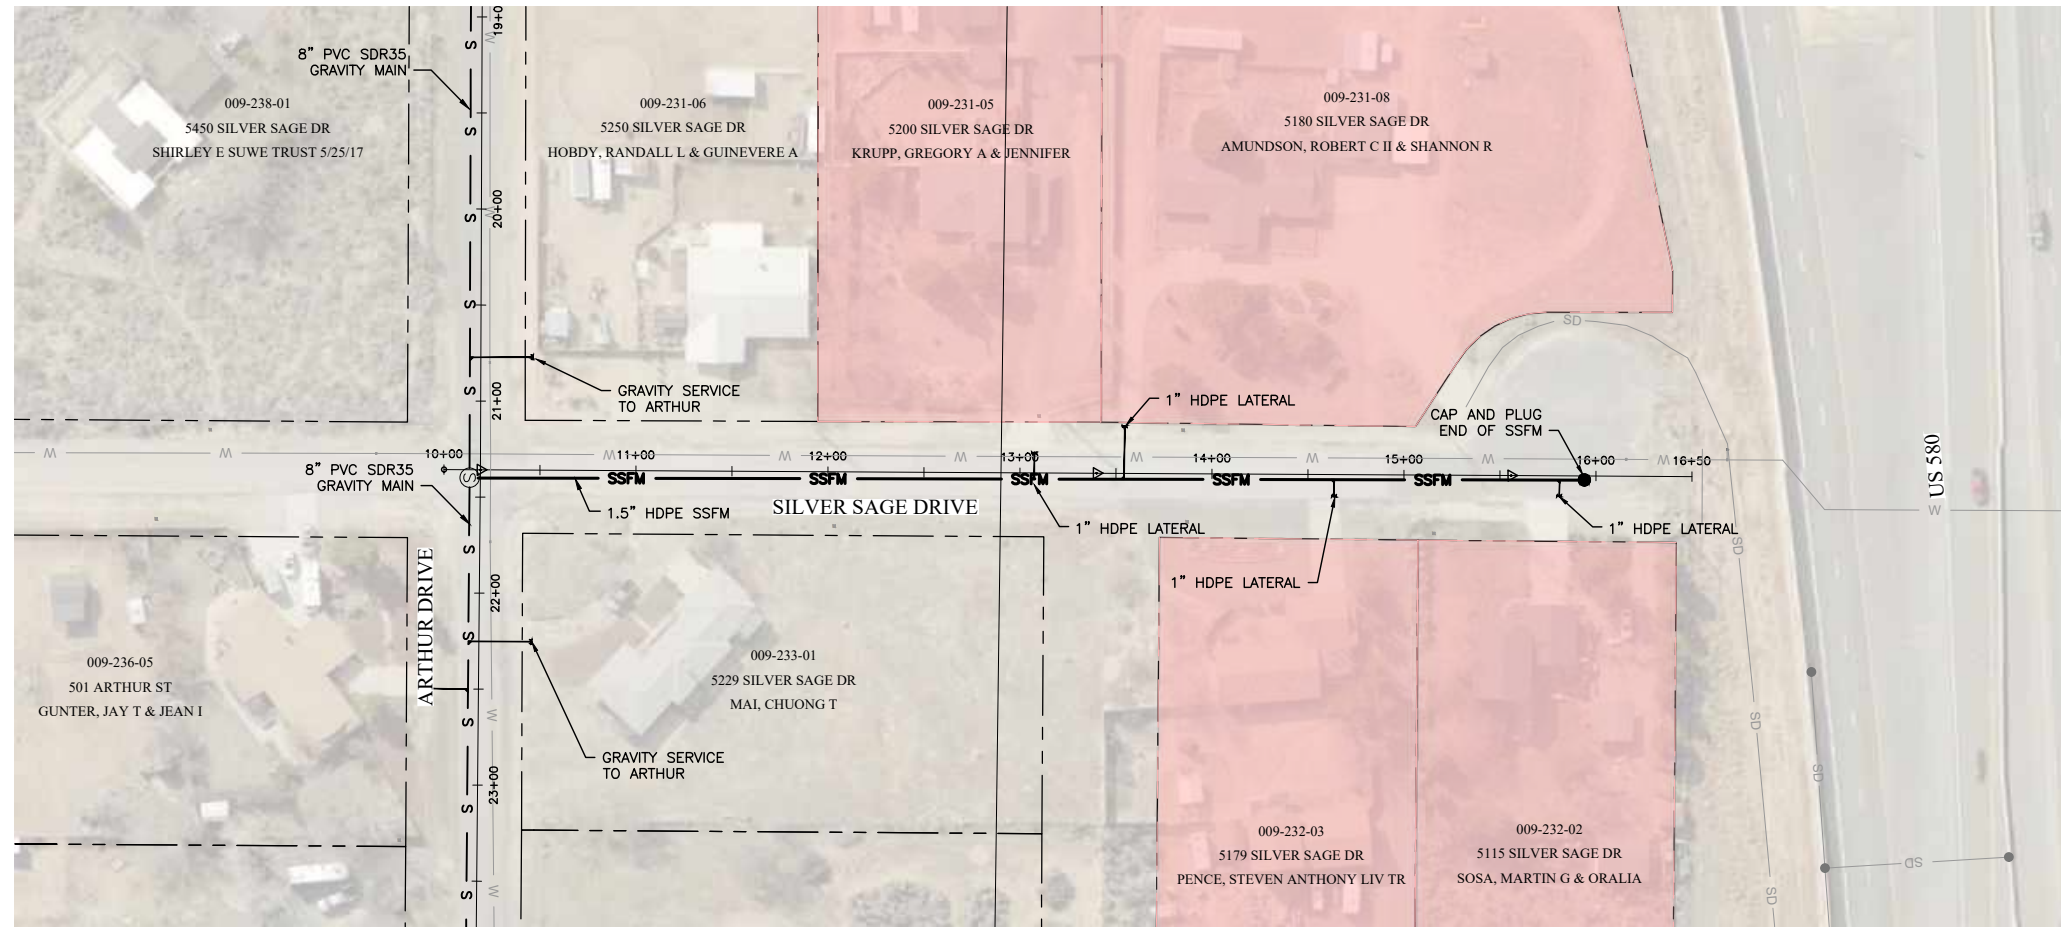 8" PVC SDR35
GRAVITY MAIN
S
W
19+0
009-238-01
5450 SILVER SAGE DR
SHIRLEY E SUWE TRUST 5/25/17
009-231-06
5250 SILVER SAGE DR
HOBDY, RANDALL L & GUINEVERE A
009-231-05
5200 SILVER SAGE DR
KRUPP, GREGORY A & JENNIFER
009-231-08
5180 SILVER SAGE DR
AMUNDSON, ROBERT C II & SHANNON R
S
S
W
20+00
S
S
21+00
SD
GRAVITY SERVICE
TO ARTHUR
1" HDPE LATERAL
CAP AND PLUG
END OF SSFM
W
W
10+00
W
11+00
W
12+00
W
13+00
W
14+00
W
15+00
W
16+00
W
16+50
8" PVC SDR35
GRAVITY MAIN
S
SSFM
SSFM
SSFM
SSFM
SSFM
1.5" HDPE SSFM
SILVER SAGE DRIVE
1" HDPE LATERAL
1" HDPE LATERAL
1" HDPE LATERAL
US 580
W
S
SD
ARTHUR DRIVE
22+00
S
009-236-05
501 ARTHUR ST
GUNTER, JAY T & JEAN I
009-233-01
5229 SILVER SAGE DR
MAI, CHUONG T
S
W
SD
GRAVITY SERVICE
TO ARTHUR
23+00
S
SD
009-232-03
5179 SILVER SAGE DR
PENCE, STEVEN ANTHONY LIV TR
009-232-02
5115 SILVER SAGE DR
SOSA, MARTIN G & ORALIA
SD
S
W
SD